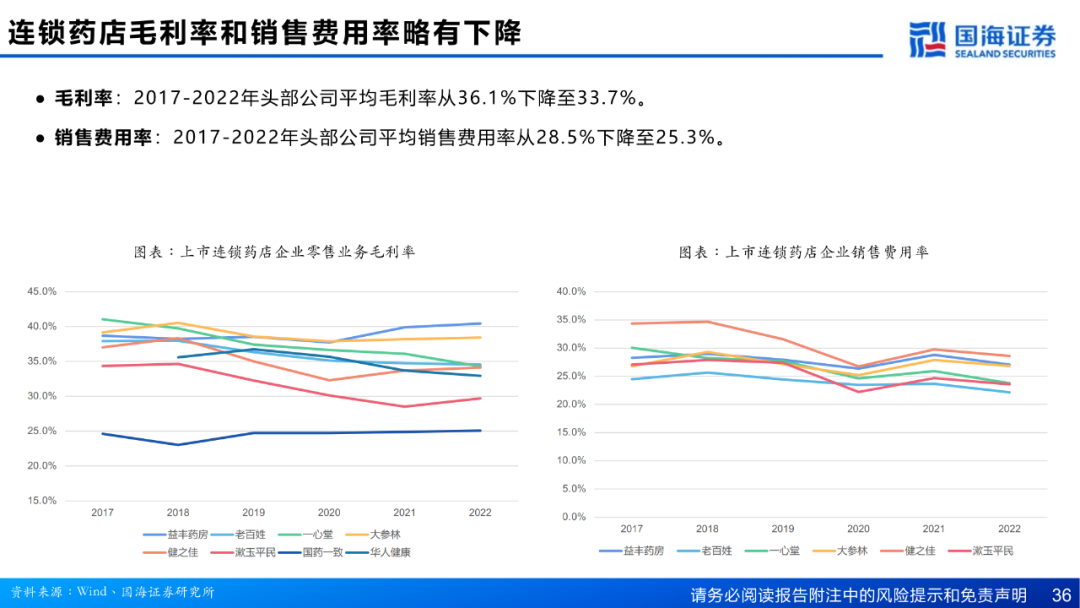 连锁药店毛利率和销售费用率略有下降
国海证券
SEALAND SECURITIES
● 毛利率：2017-2022年头部公司平均毛利率从36.1%下降至33.7%。
● 销售费用率：2017-2022年头部公司平均销售费用率从28.5%下降至25.3%。
图表：上市连锁药店企业零售业务毛利率
45.0%
40.0%
35.0%
30.0%
25.0%
20.0%
15.0%
2017 2018 2019 2020 2021 2022
益丰药房 老百姓 一心堂 大参林
健之佳 漱玉平民 国药一致 华人健康
图表：上市连锁药店企业销售费用率
40.0%
35.0%
30.0%
25.0%
20.0%
15.0%
10.0%
5.0%
0.0%
2017 2018 2019 2020 2021 2022
益丰药房 老百姓 一心堂 大参林 健之佳 漱玉平民
资料来源：Wind、国海证券研究所
请务必阅读报告附注中的风险提示和免责声明 36